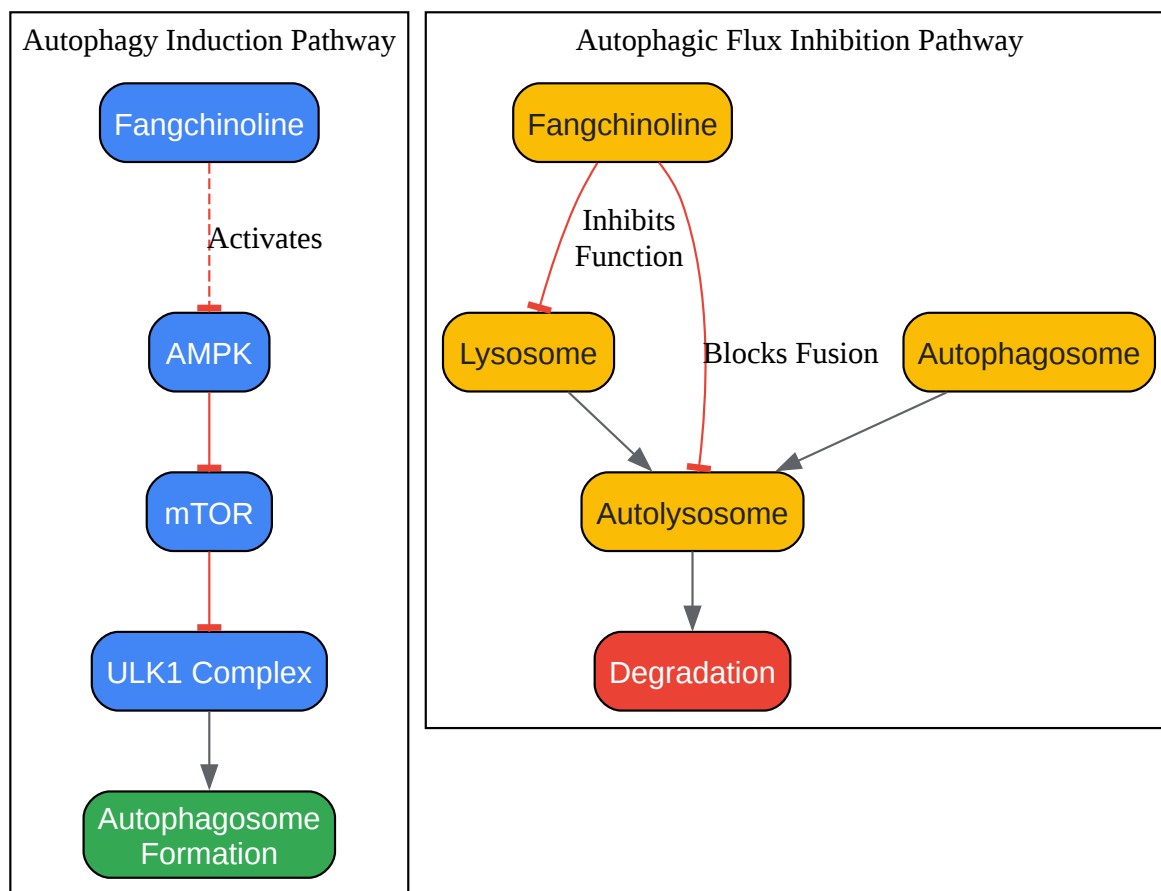 Autophagy Induction Pathway
Fangchinoline
Activates
AMPK
mTOR
ULK1 Complex
Autophagosome
Formation
Autophagic Flux Inhibition Pathway
Fangchinoline
Inhibits
Function
Lysosome
Blocks Fusion
Autophagosome
Autolysosome
Degradation